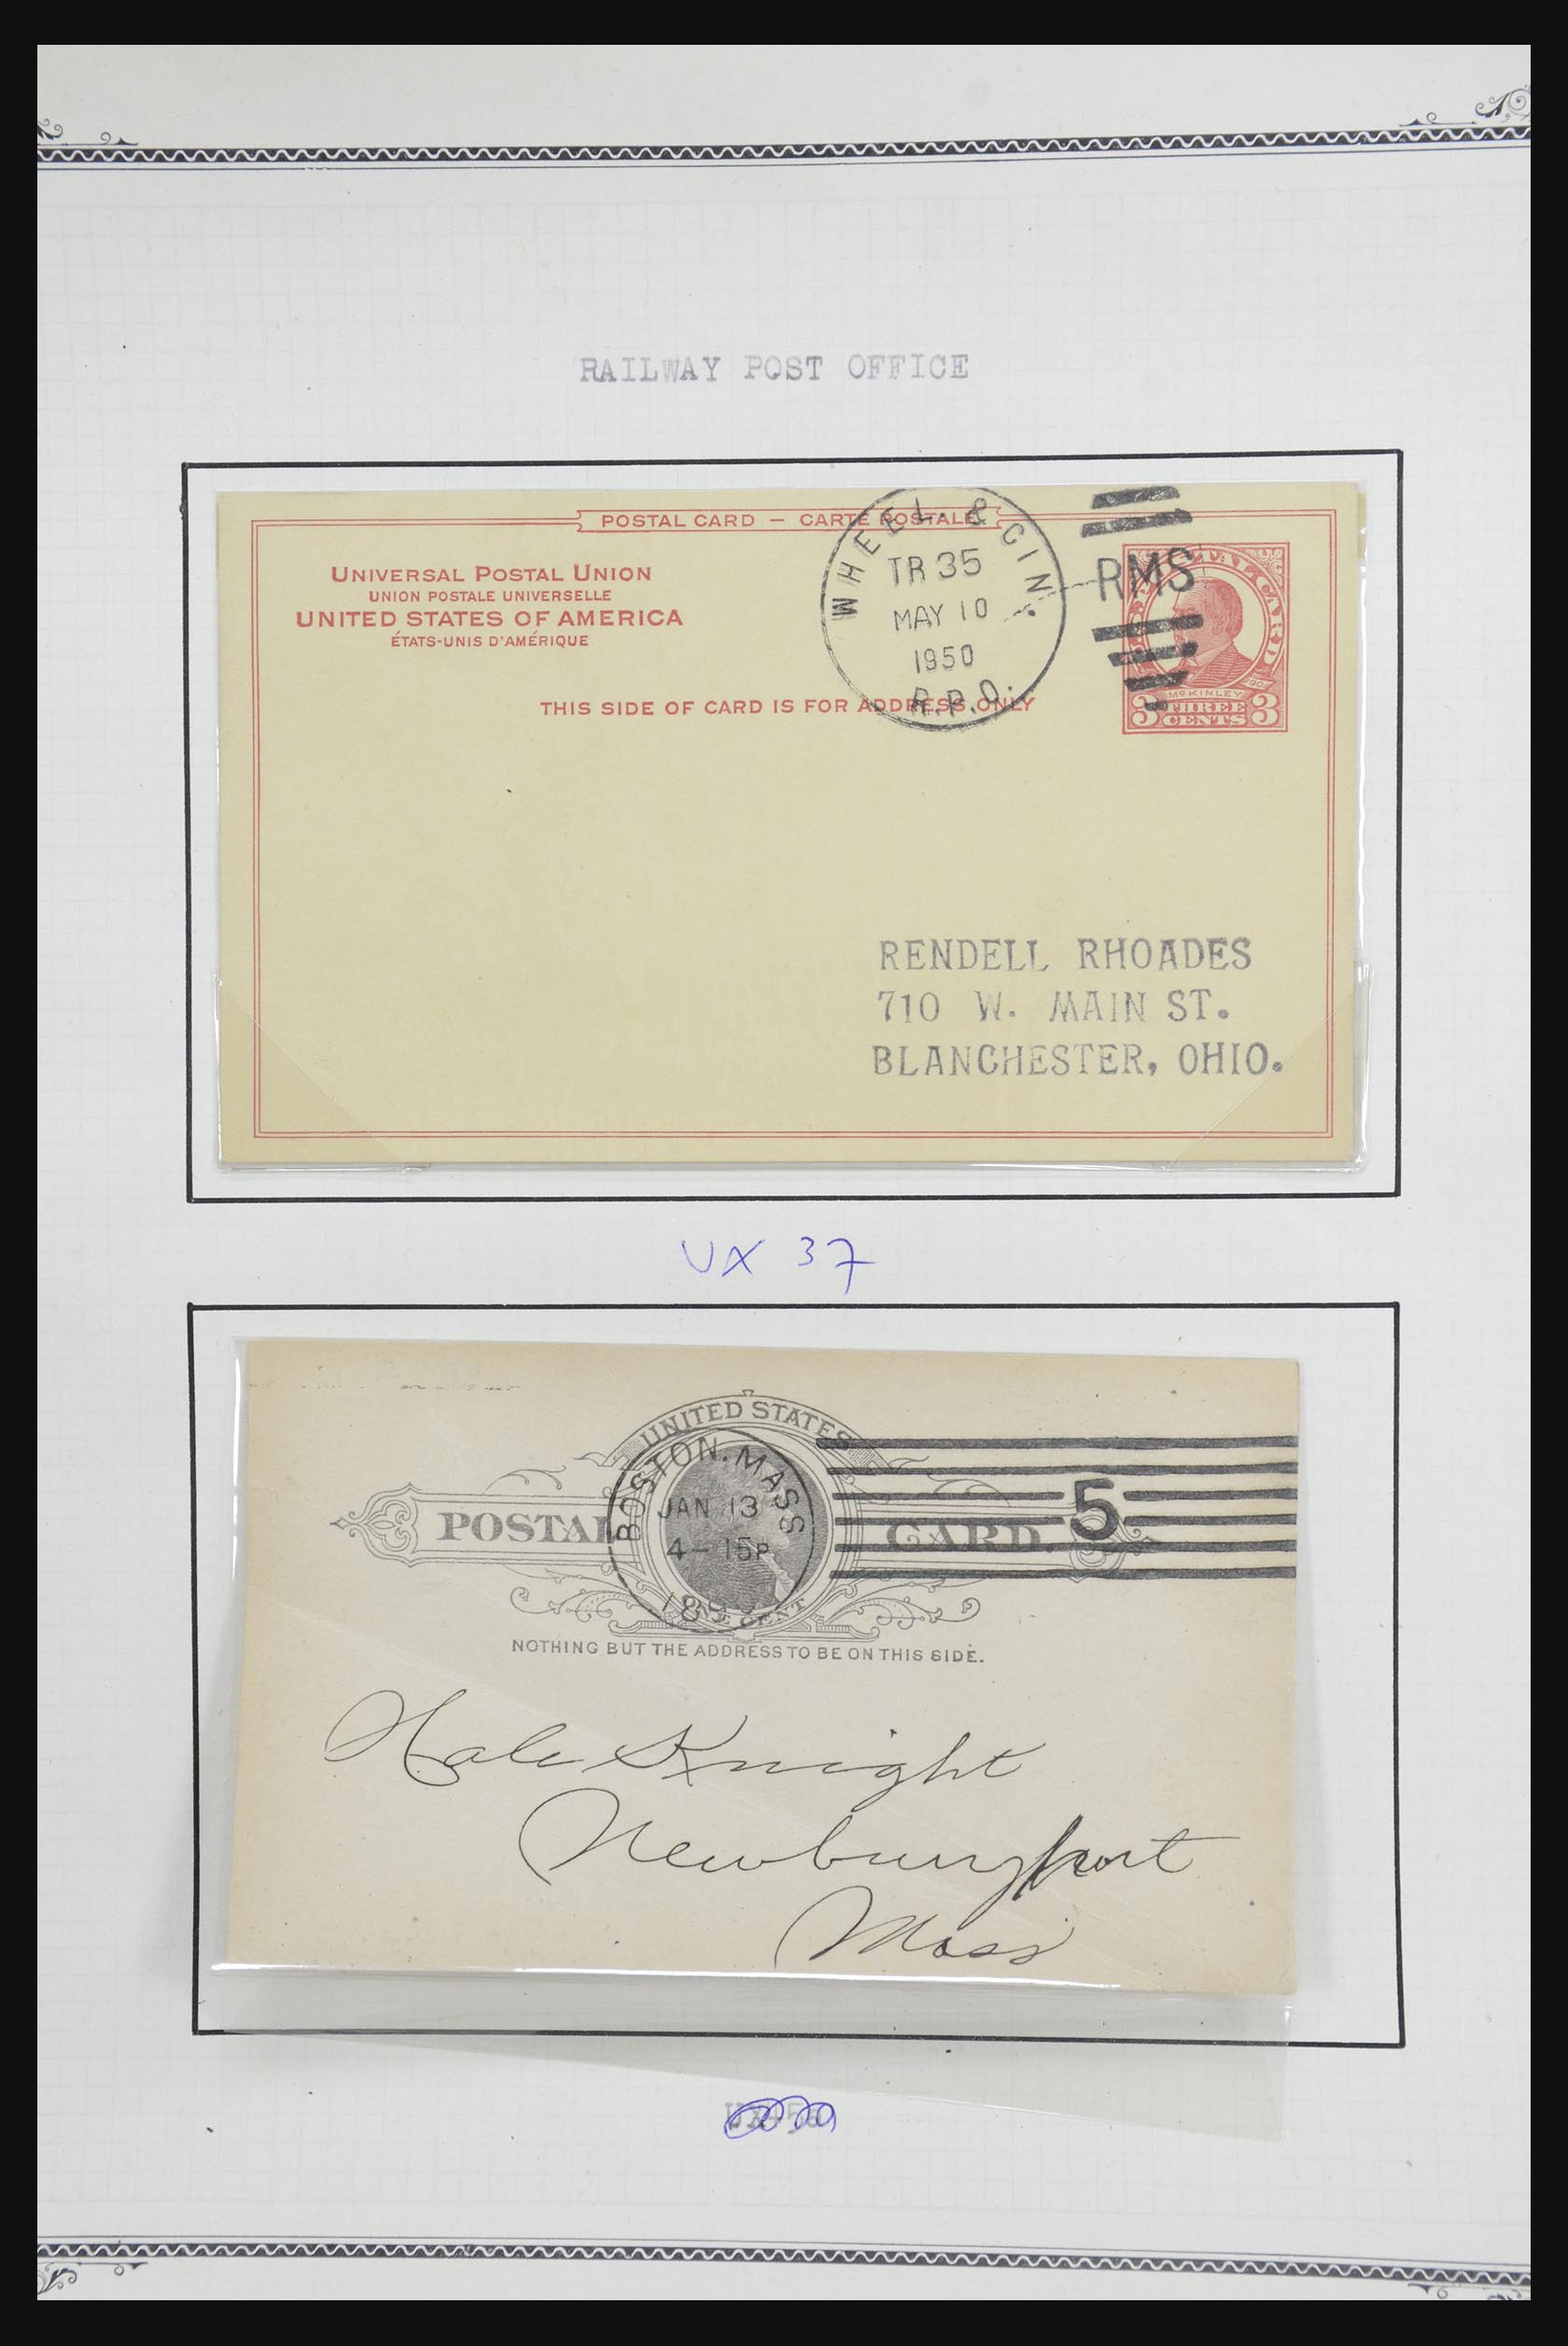 RAILWAY POST OFFICE
POSTAL CARD — CARTE POSTALE
UNIVERSAL POSTAL UNION
UNION POSTALE UNIVERSELLE
UNITED STATES OF AMERICA
ÉTATS-UNIS D'AMÉRIQUE
THIS SIDE OF CARD IS FOR ADDRESS ONLY
WHEEL. & CIN.
TR 35
MAY 10
1950
R.P.O.
RMS
McKINLEY
3 THREE CENTS 3
RENDELL RHOADES
710 W. MAIN ST.
BLANCHESTER, OHIO.
UX 37
UNITED STATES
POSTAL CARD.
ONE CENT
BOSTON. MASS
JAN 13
4 - 15P
5
NOTHING BUT THE ADDRESS TO BE ON THIS SIDE.
Hale Knight
Newburyport
Mass